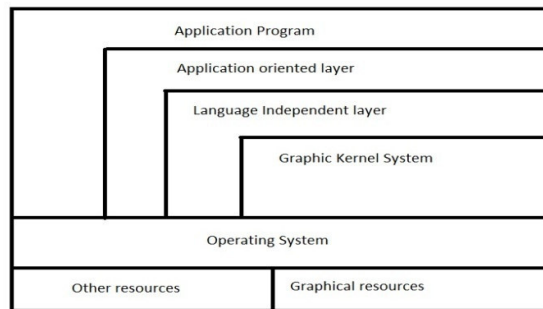 Application Program
Application oriented layer
Language Independent layer
Graphic Kernel System
Operating System
Other resources
Graphical resources